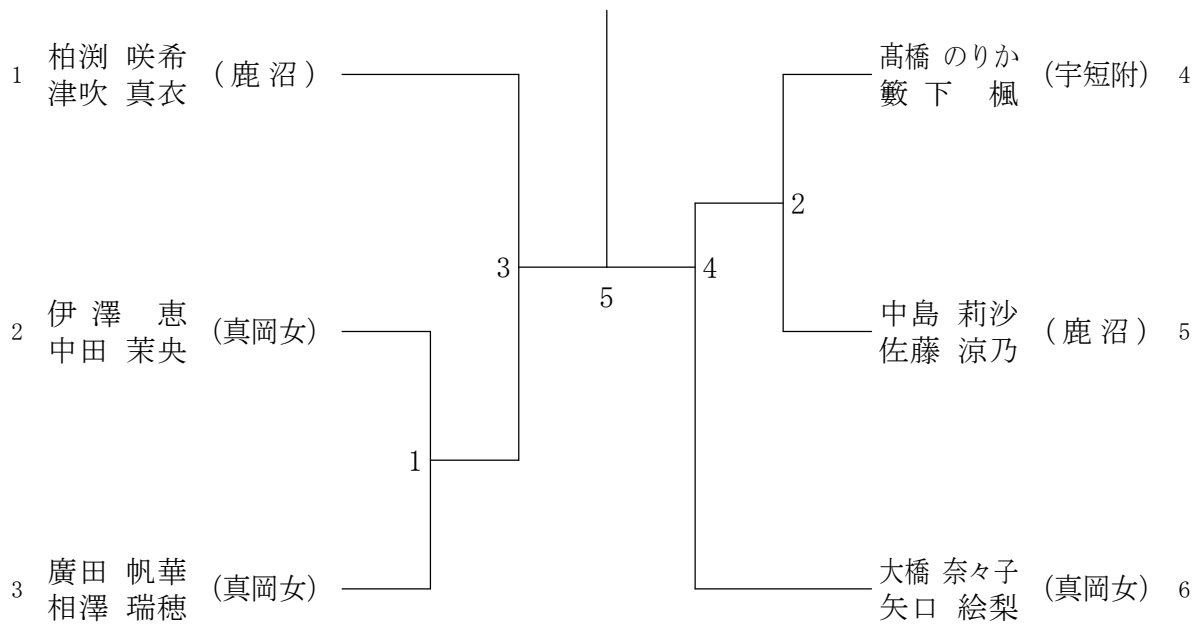 1 柏渕 咲希 (鹿沼)
津吹 真衣
2 伊澤 恵 (真岡女)
中田 茉央
3 廣田 帆華 (真岡女)
相澤 瑞穂
1
3
5
4
2
髙橋 のりか (宇短附) 4
籔下 楓
中島 莉沙 (鹿沼) 5
佐藤 涼乃
大橋 奈々子 (真岡女) 6
矢口 絵梨